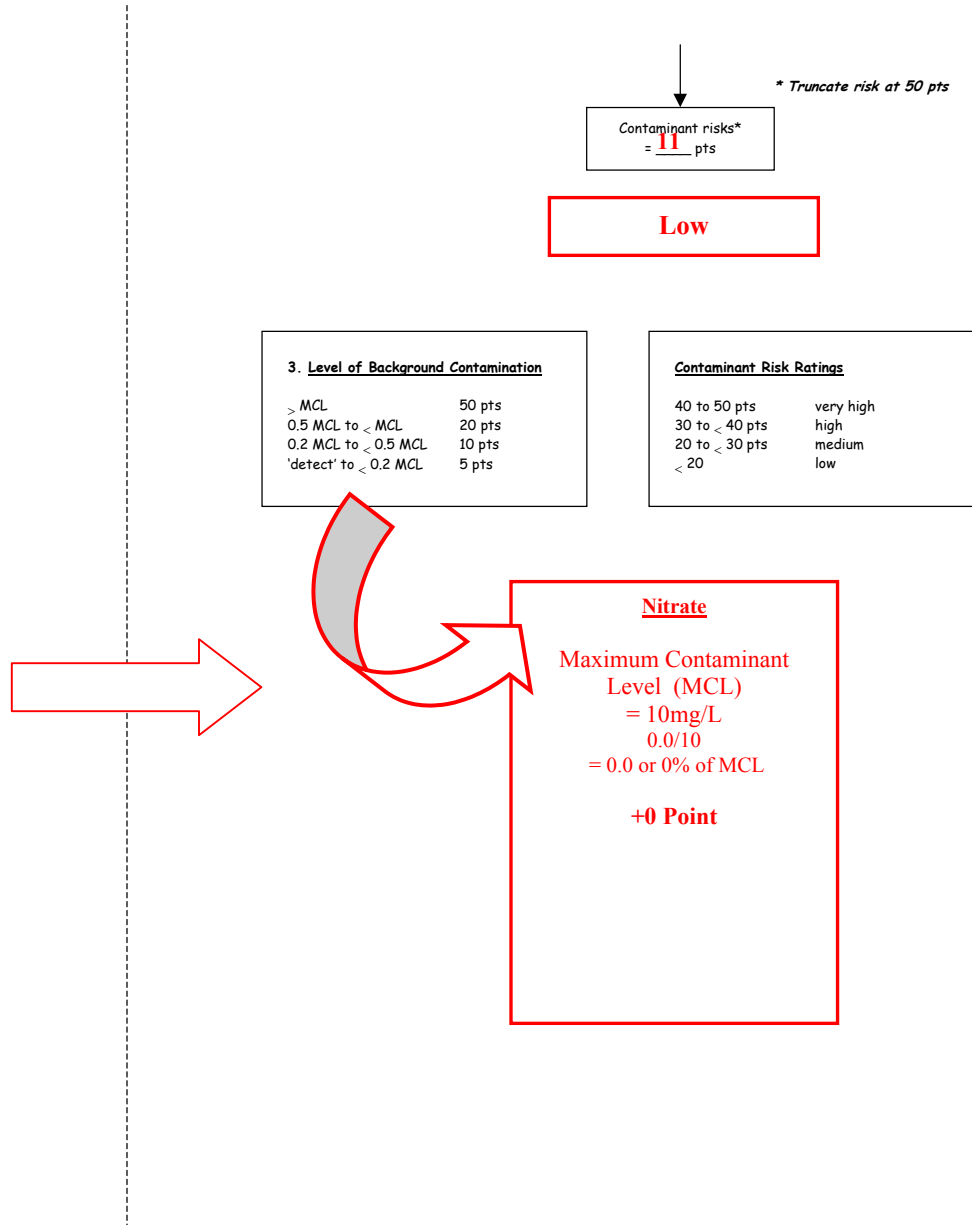 * Truncate risk at 50 pts
Contaminant risks*
= 11 pts
Low
3. Level of Background Contamination
> MCL 50 pts
0.5 MCL to < MCL 20 pts
0.2 MCL to < 0.5 MCL 10 pts
‘detect’ to < 0.2 MCL 5 pts
Contaminant Risk Ratings
40 to 50 pts very high
30 to < 40 pts high
20 to < 30 pts medium
< 20 low
Nitrate
Maximum Contaminant
Level (MCL)
= 10mg/L
0.0/10
= 0.0 or 0% of MCL
+0 Point